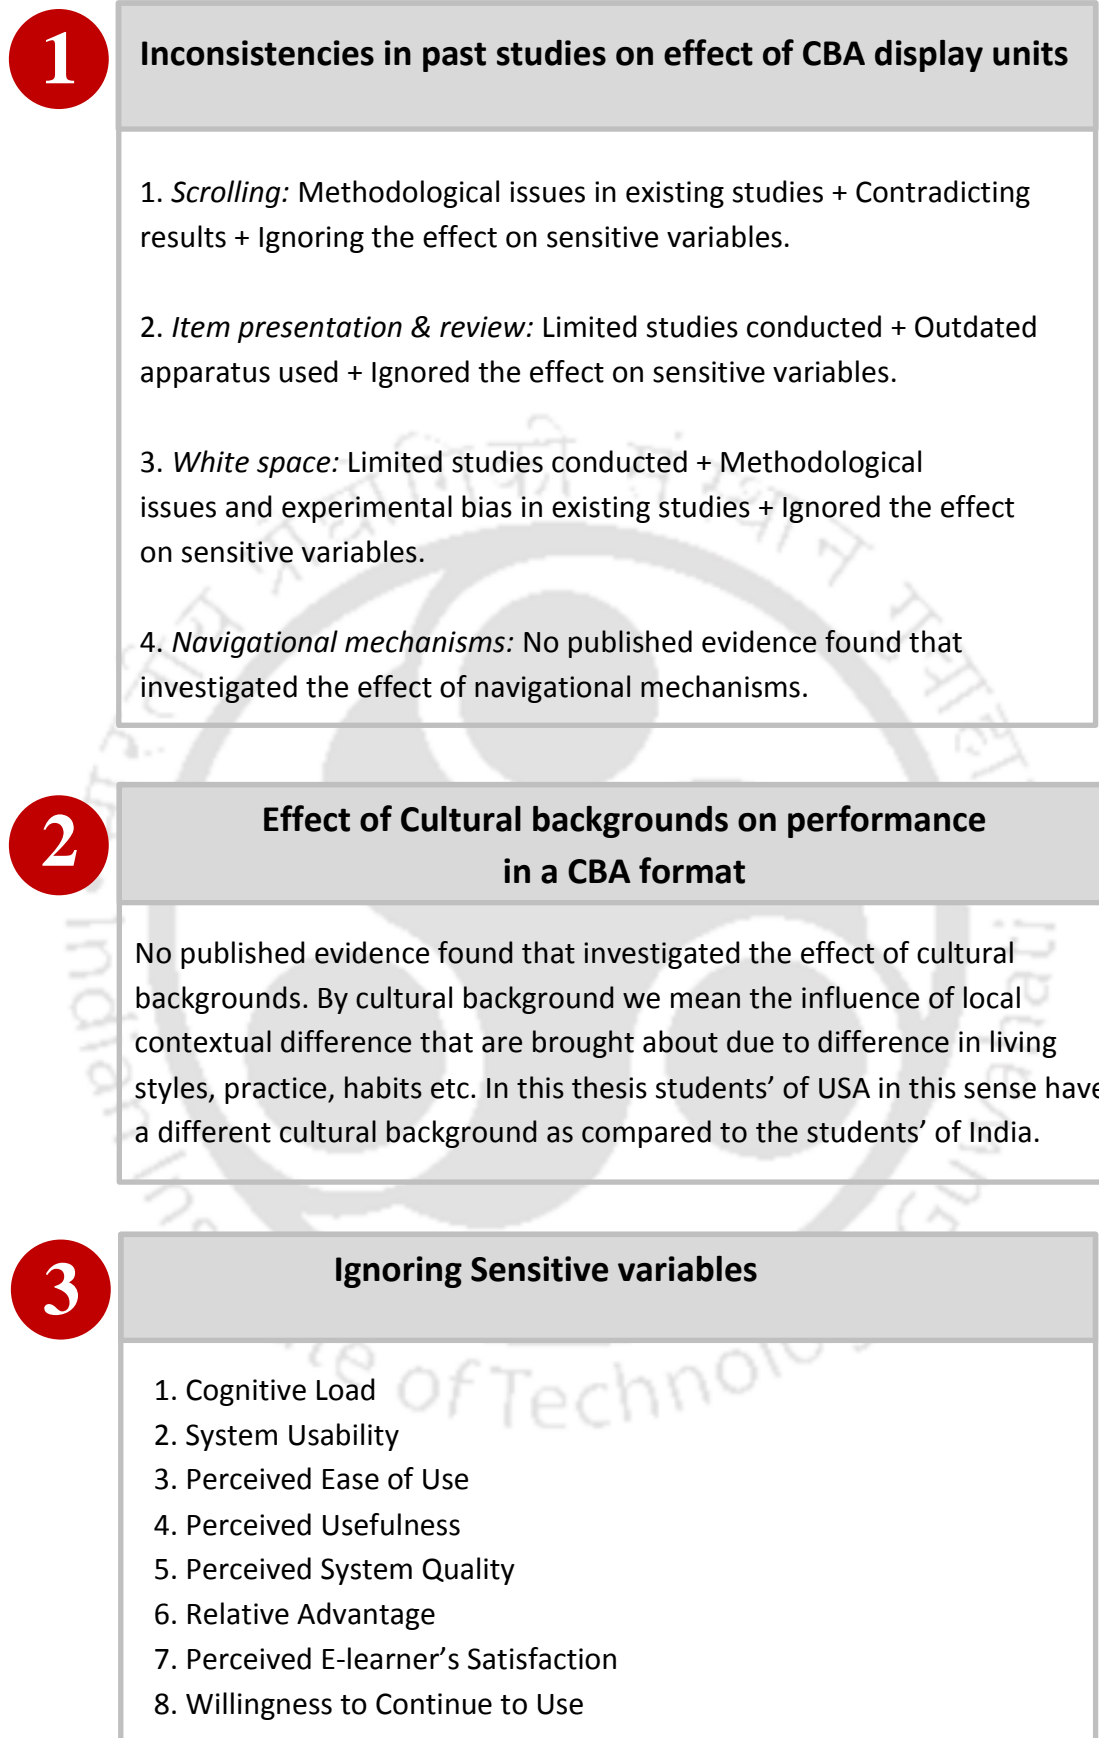 1
Inconsistencies in past studies on effect of CBA display units
1. Scrolling: Methodological issues in existing studies + Contradicting
results + Ignoring the effect on sensitive variables.
2. Item presentation & review: Limited studies conducted + Outdated
apparatus used + Ignored the effect on sensitive variables.
3. White space: Limited studies conducted + Methodological
issues and experimental bias in existing studies + Ignored the effect
on sensitive variables.
4. Navigational mechanisms: No published evidence found that
investigated the effect of navigational mechanisms.
2
Effect of Cultural backgrounds on performance
in a CBA format
No published evidence found that investigated the effect of cultural
backgrounds. By cultural background we mean the influence of local
contextual difference that are brought about due to difference in living
styles, practice, habits etc. In this thesis students’ of USA in this sense have
a different cultural background as compared to the students’ of India.
3
Ignoring Sensitive variables
1. Cognitive Load
2. System Usability
3. Perceived Ease of Use
4. Perceived Usefulness
5. Perceived System Quality
6. Relative Advantage
7. Perceived E-learner’s Satisfaction
8. Willingness to Continue to Use